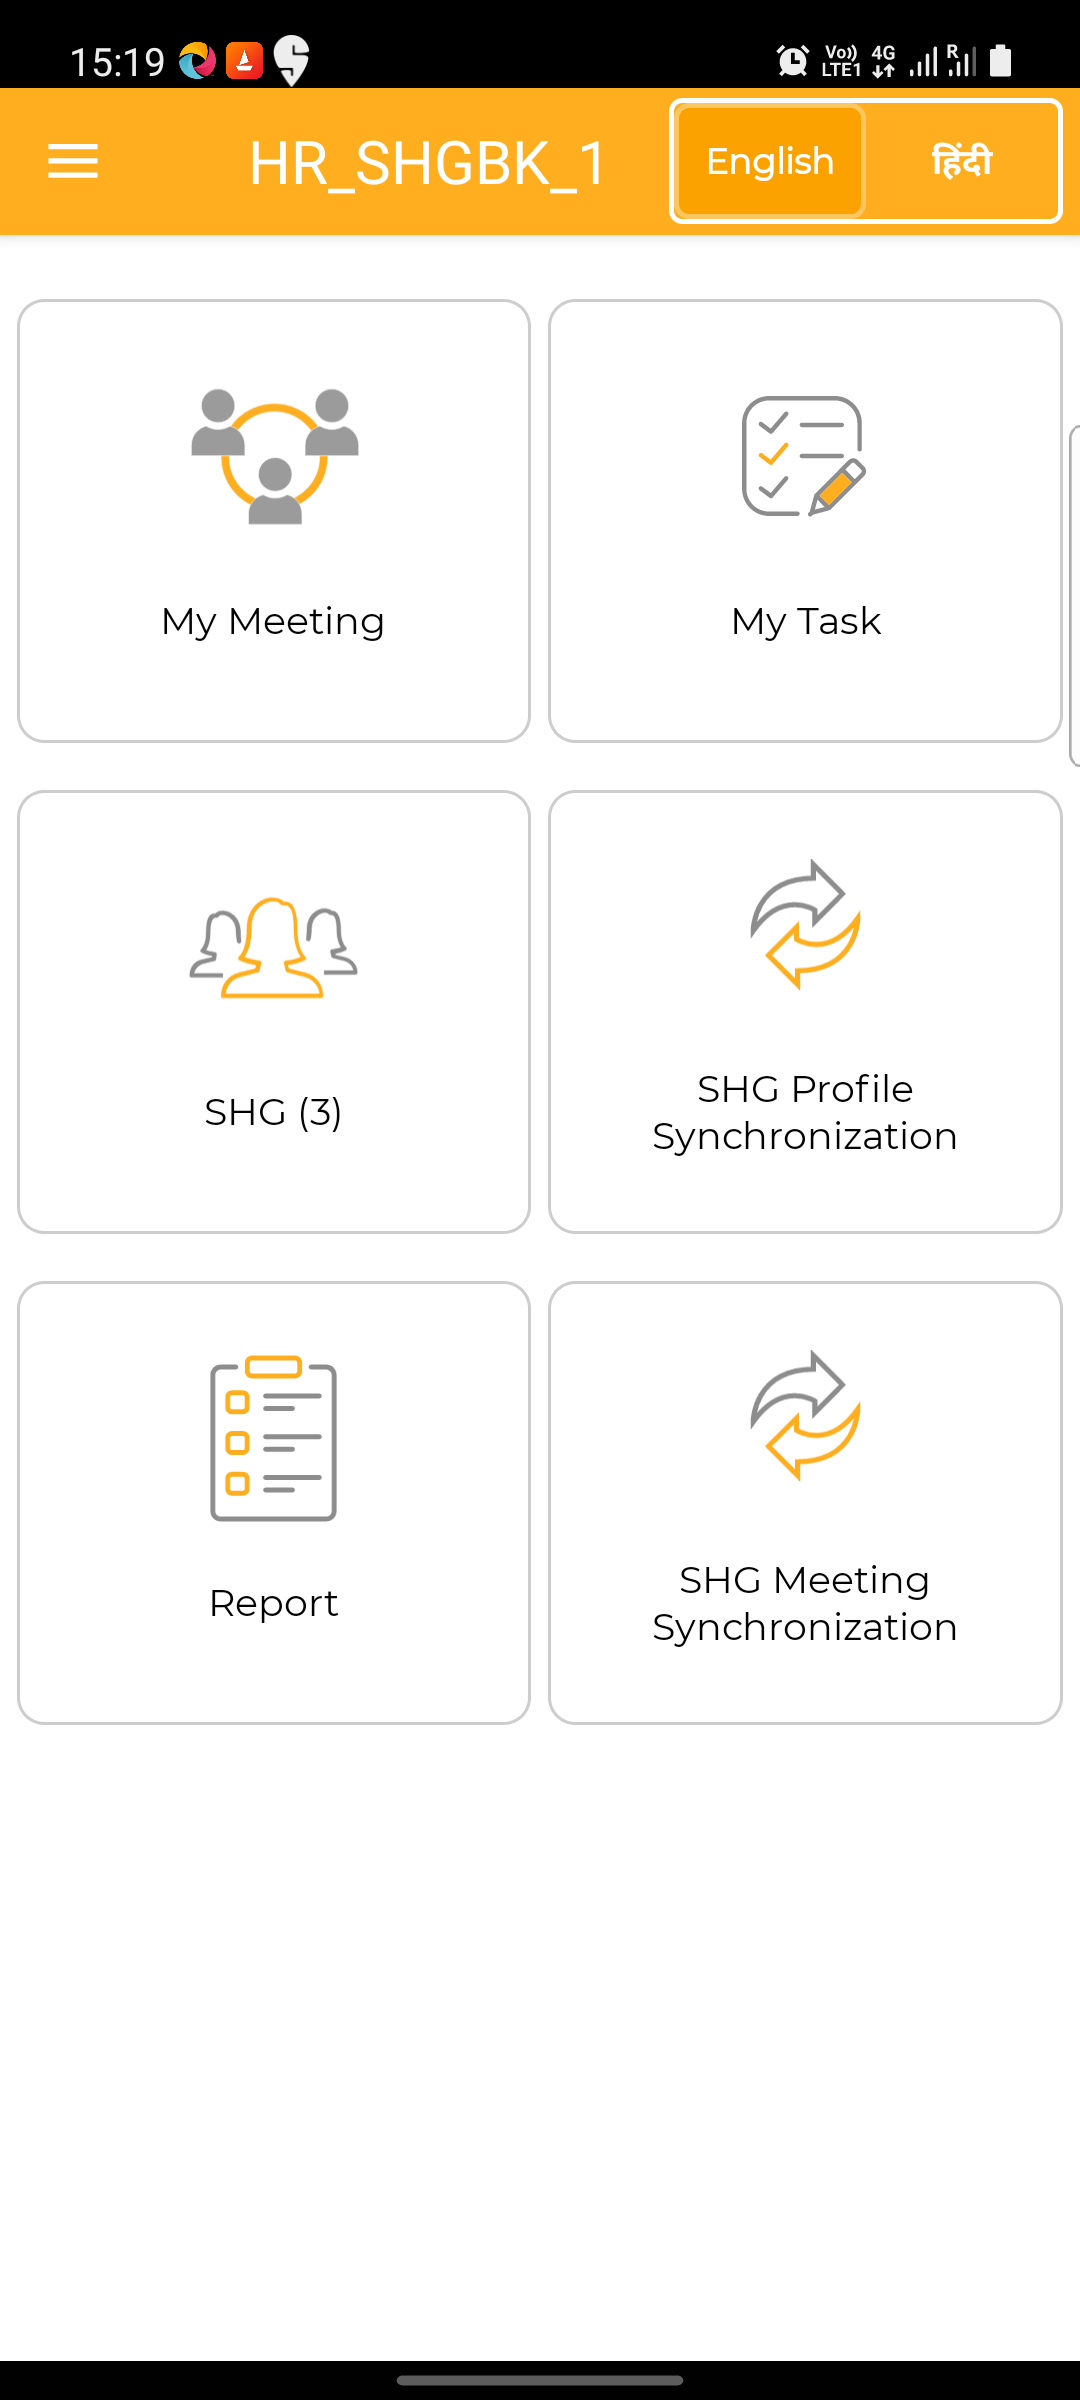 15:19
Vo)) 4G R
LTE1
HR_SHGBK_1
English
हिंदी
My Meeting
My Task
SHG (3)
SHG Profile
Synchronization
Report
SHG Meeting
Synchronization